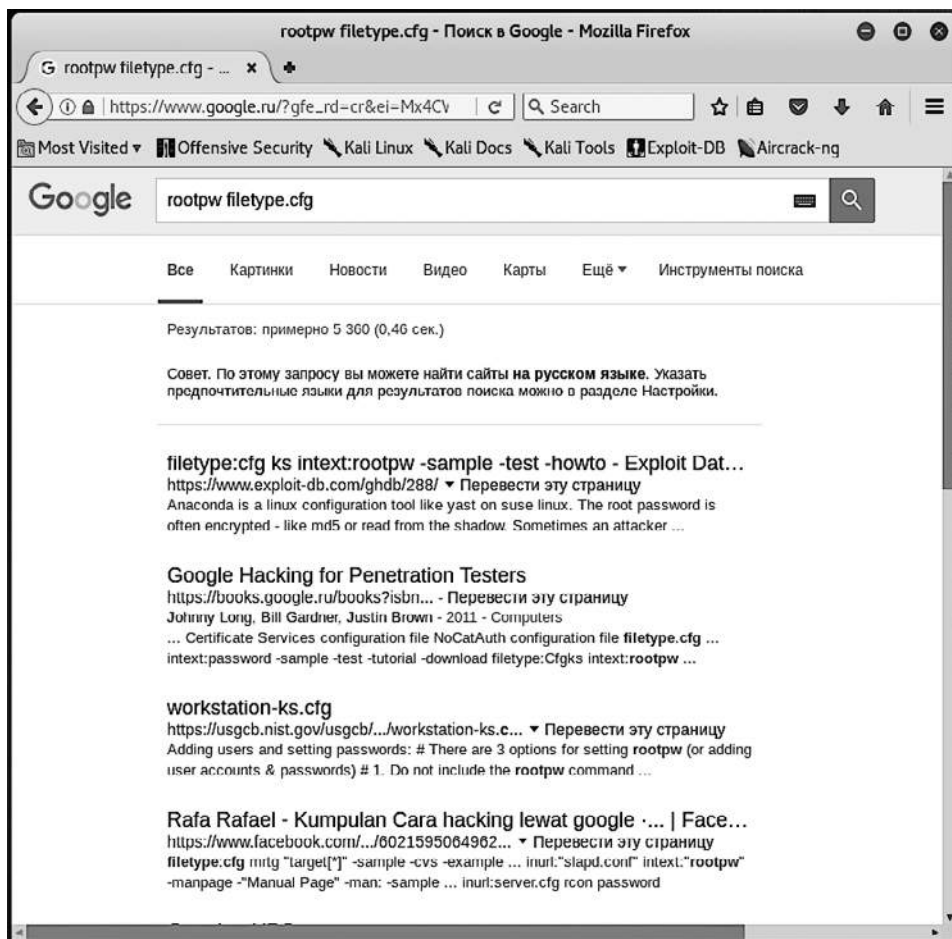 rootpw filetype.cfg - Поиск в Google - Mozilla Firefox
G rootpw filetype.cfg - ...
https://www.google.ru/?gfe_rd=cr&ei=Mx4CV
Search
Most Visited Offensive Security Kali Linux Kali Docs Kali Tools Exploit-DB Aircrack-ng
Google rootpw filetype.cfg
Все Картинки Новости Видео Карты Ещё Инструменты поиска
Результатов: примерно 5 360 (0,46 сек.)
Совет. По этому запросу вы можете найти сайты на русском языке. Указать
предпочтительные языки для результатов поиска можно в разделе Настройки.
filetype:cfg ks intext:rootpw -sample -test -howto - Exploit Dat...
https://www.exploit-db.com/ghdb/288/ Перевести эту страницу
Anaconda is a linux configuration tool like yast on suse linux. The root password is
often encrypted - like md5 or read from the shadow. Sometimes an attacker ...
Google Hacking for Penetration Testers
https://books.google.ru/books?isbn... - Перевести эту страницу
Johnny Long, Bill Gardner, Justin Brown - 2011 - Computers
... Certificate Services configuration file NoCatAuth configuration file filetype.cfg ...
intext:password -sample -test -tutorial -download filetype:Cfgks intext:rootpw ...
workstation-ks.cfg
https://usgcb.nist.gov/usgcb/.../workstation-ks.c... Перевести эту страницу
Adding users and setting passwords: # There are 3 options for setting rootpw (or adding
user accounts & passwords) # 1. Do not include the rootpw command ...
Rafa Rafael - Kumpulan Cara hacking lewat google ·... | Face...
https://www.facebook.com/.../6021595064962... Перевести эту страницу
filetype:cfg mrtg "target[*]" -sample -cvs -example ... inurl:"slapd.conf" intext:"rootpw"
-manpage -"Manual Page" -man: -sample ... inurl:server.cfg rcon password